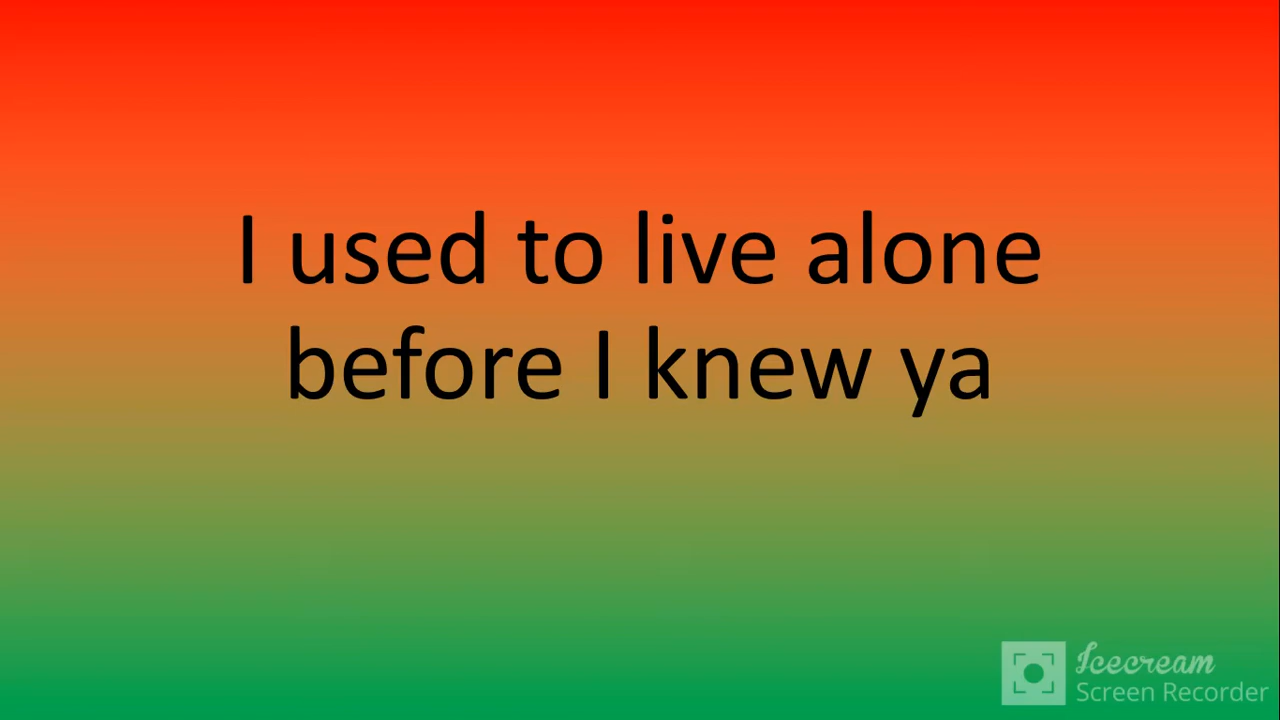 I used to live alone
before I knew ya
Icecream
Screen Recorder